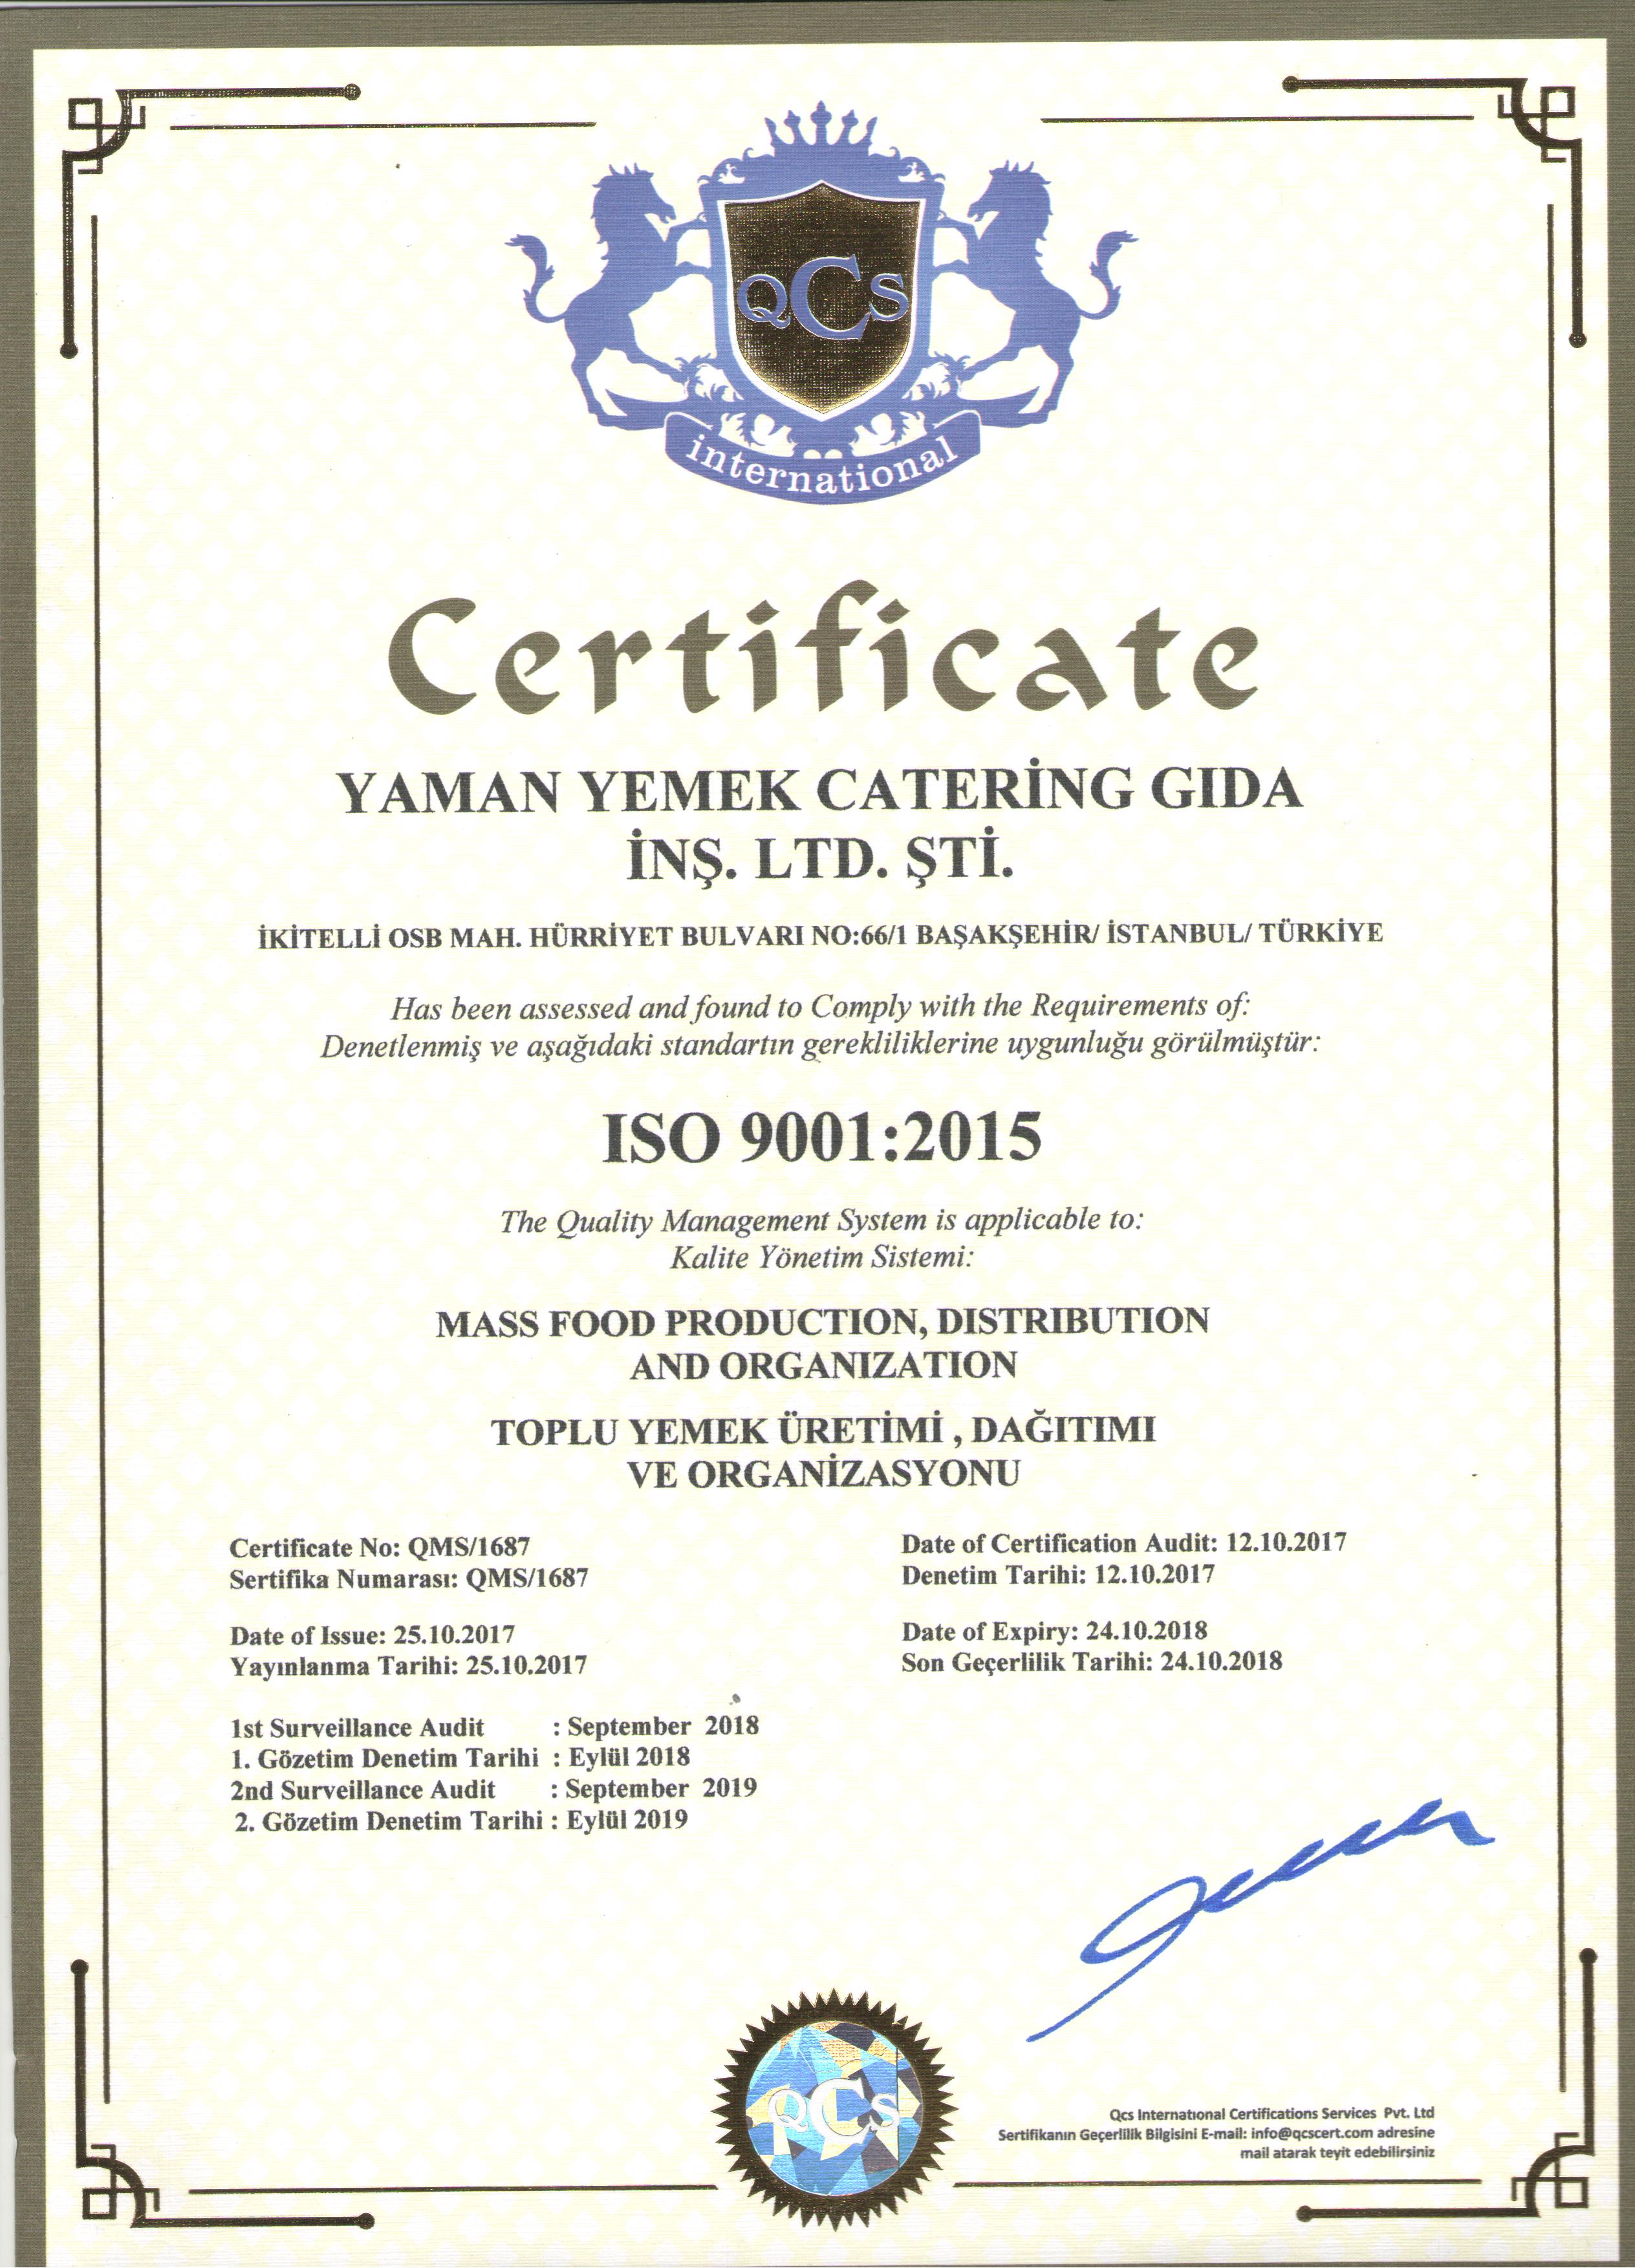 QCS
international
Certificate
YAMAN YEMEK CATERİNG GIDA
İNŞ. LTD. ŞTİ.
İKİTELLİ OSB MAH. HÜRRİYET BULVARI NO:66/1 BAŞAKŞEHİR/ İSTANBUL/ TÜRKİYE
Has been assessed and found to Comply with the Requirements of:
Denetlenmiş ve aşağıdaki standartın gerekliliklerine uygunluğu görülmüştür:
ISO 9001:2015
The Quality Management System is applicable to:
Kalite Yönetim Sistemi:
MASS FOOD PRODUCTION, DISTRIBUTION
AND ORGANIZATION
TOPLU YEMEK ÜRETİMİ , DAĞITIMI
VE ORGANİZASYONU
Certificate No: QMS/1687
Sertifika Numarası: QMS/1687
Date of Certification Audit: 12.10.2017
Denetim Tarihi: 12.10.2017
Date of Issue: 25.10.2017
Yayınlanma Tarihi: 25.10.2017
Date of Expiry: 24.10.2018
Son Geçerlilik Tarihi: 24.10.2018
1st Surveillance Audit : September 2018
1. Gözetim Denetim Tarihi : Eylül 2018
2nd Surveillance Audit : September 2019
2. Gözetim Denetim Tarihi : Eylül 2019
QCS
Qcs Internatıonal Certifications Services Pvt. Ltd
Sertifikanın Geçerlilik Bilgisini E-mail: info@qcscert.com adresine
mail atarak teyit edebilirsiniz